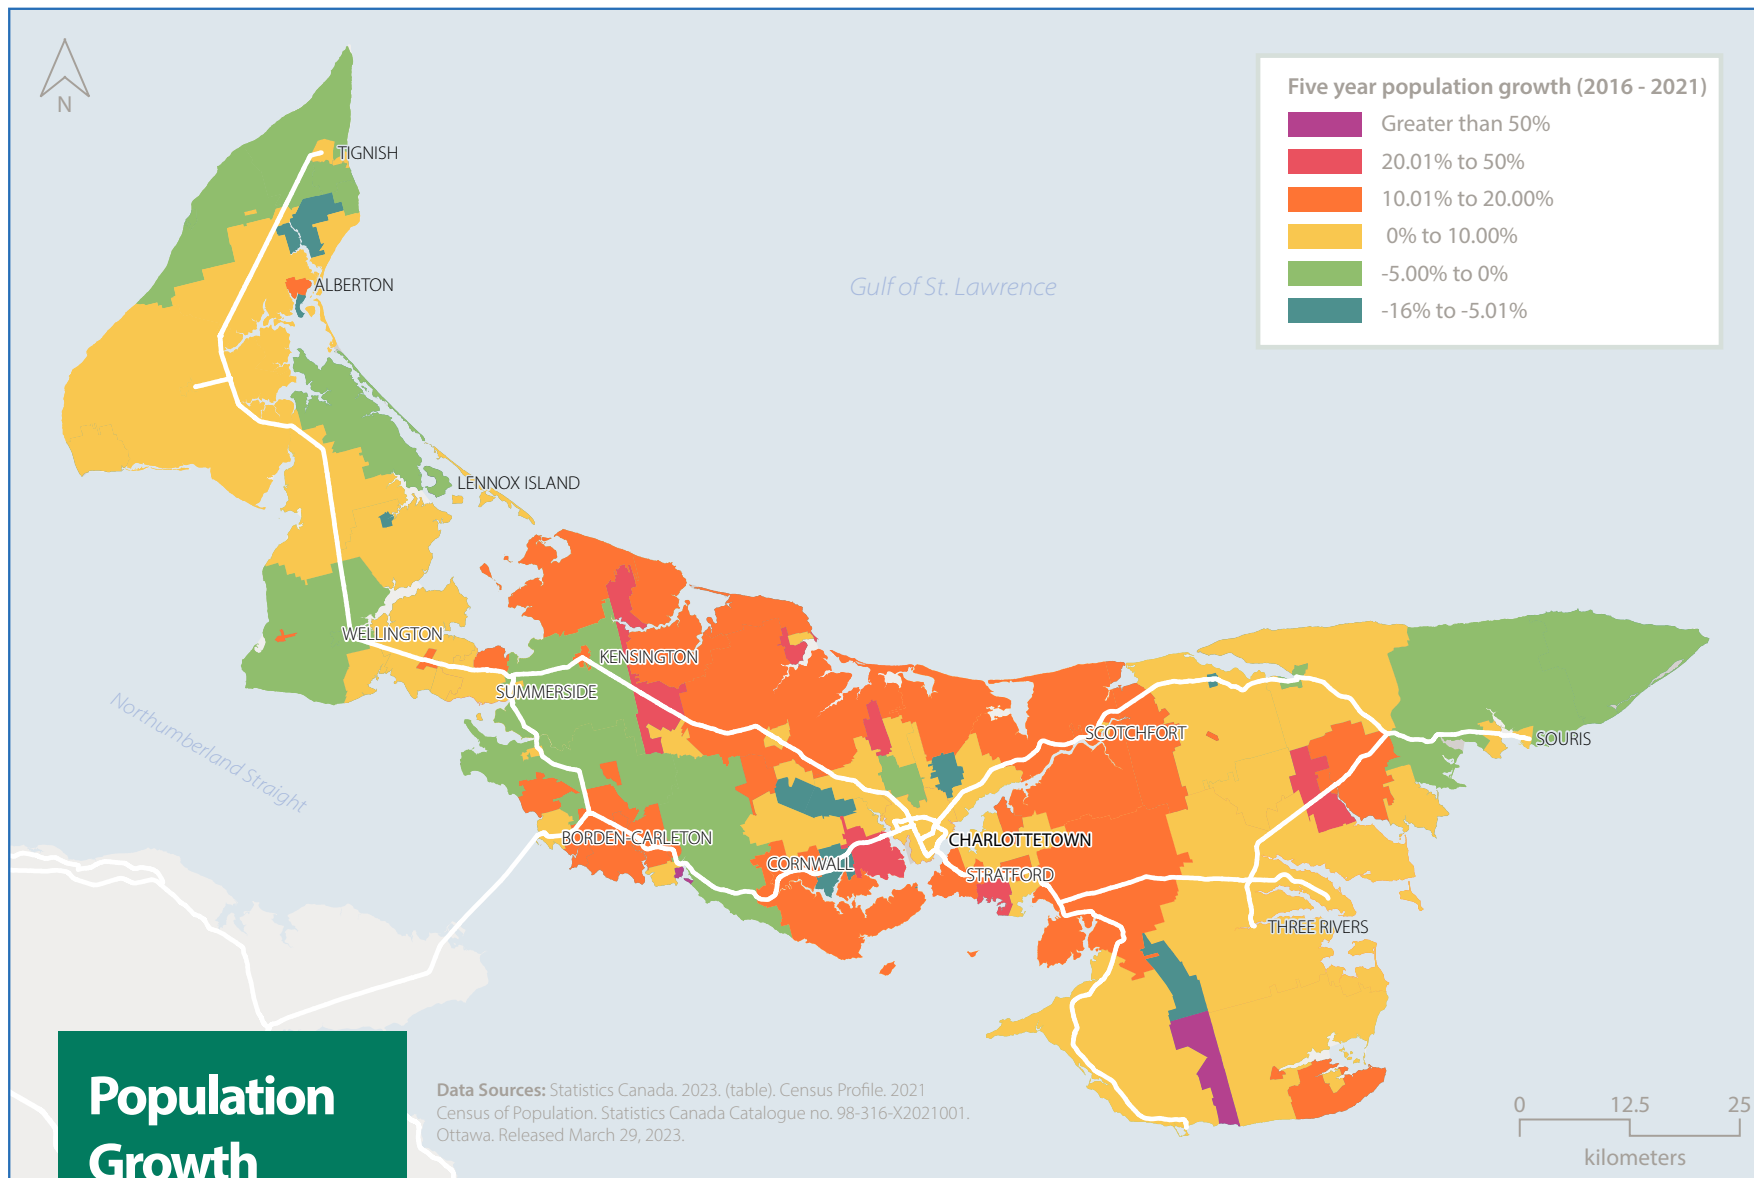 N
Five year population growth (2016 - 2021)
Greater than 50%
20.01% to 50%
10.01% to 20.00%
0% to 10.00%
-5.00% to 0%
-16% to -5.01%
TIGNISH
ALBERTON
Gulf of St. Lawrence
LENNOX ISLAND
WELLINGTON
KENSINGTON
SUMMERSIDE
Northumberland Straight
SCOTCHFORT
SOURIS
BORDEN-CARLETON
CHARLOTTETOWN
CORNWALL
STRATFORD
THREE RIVERS
Population
Growth
Data Sources: Statistics Canada. 2023. (table). Census Profile. 2021
Census of Population. Statistics Canada Catalogue no. 98-316-X2021001.
Ottawa. Released March 29, 2023.
0 12.5 25
kilometers